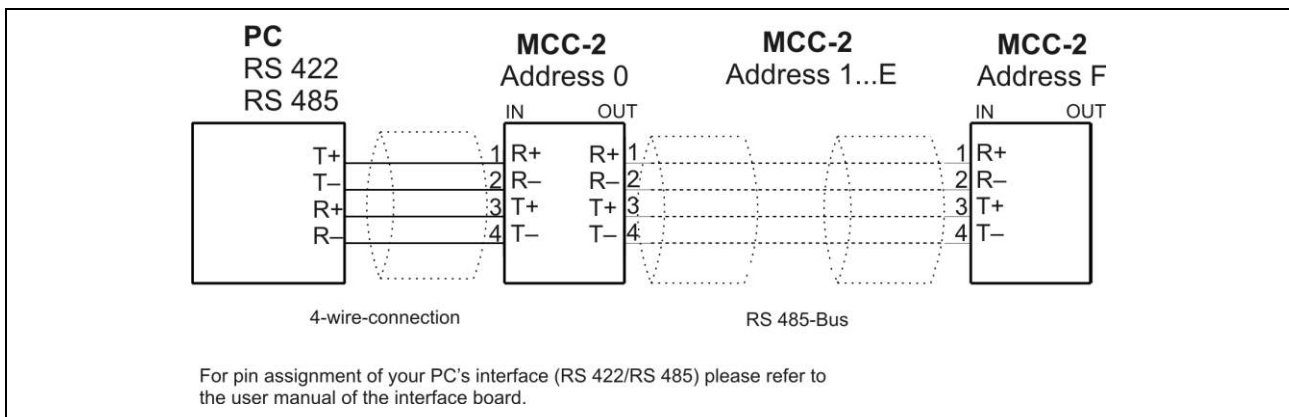 PC
RS 422
RS 485
MCC-2
Address 0
MCC-2
Address 1...E
MCC-2
Address F
IN OUT
IN OUT
T+ 1 R+ R+ 1 1 R+
T– 2 R– R– 2 2 R–
R+ 3 T+ T+ 3 3 T+
R– 4 T– T– 4 4 T–
4-wire-connection
RS 485-Bus
For pin assignment of your PC's interface (RS 422/RS 485) please refer to
the user manual of the interface board.